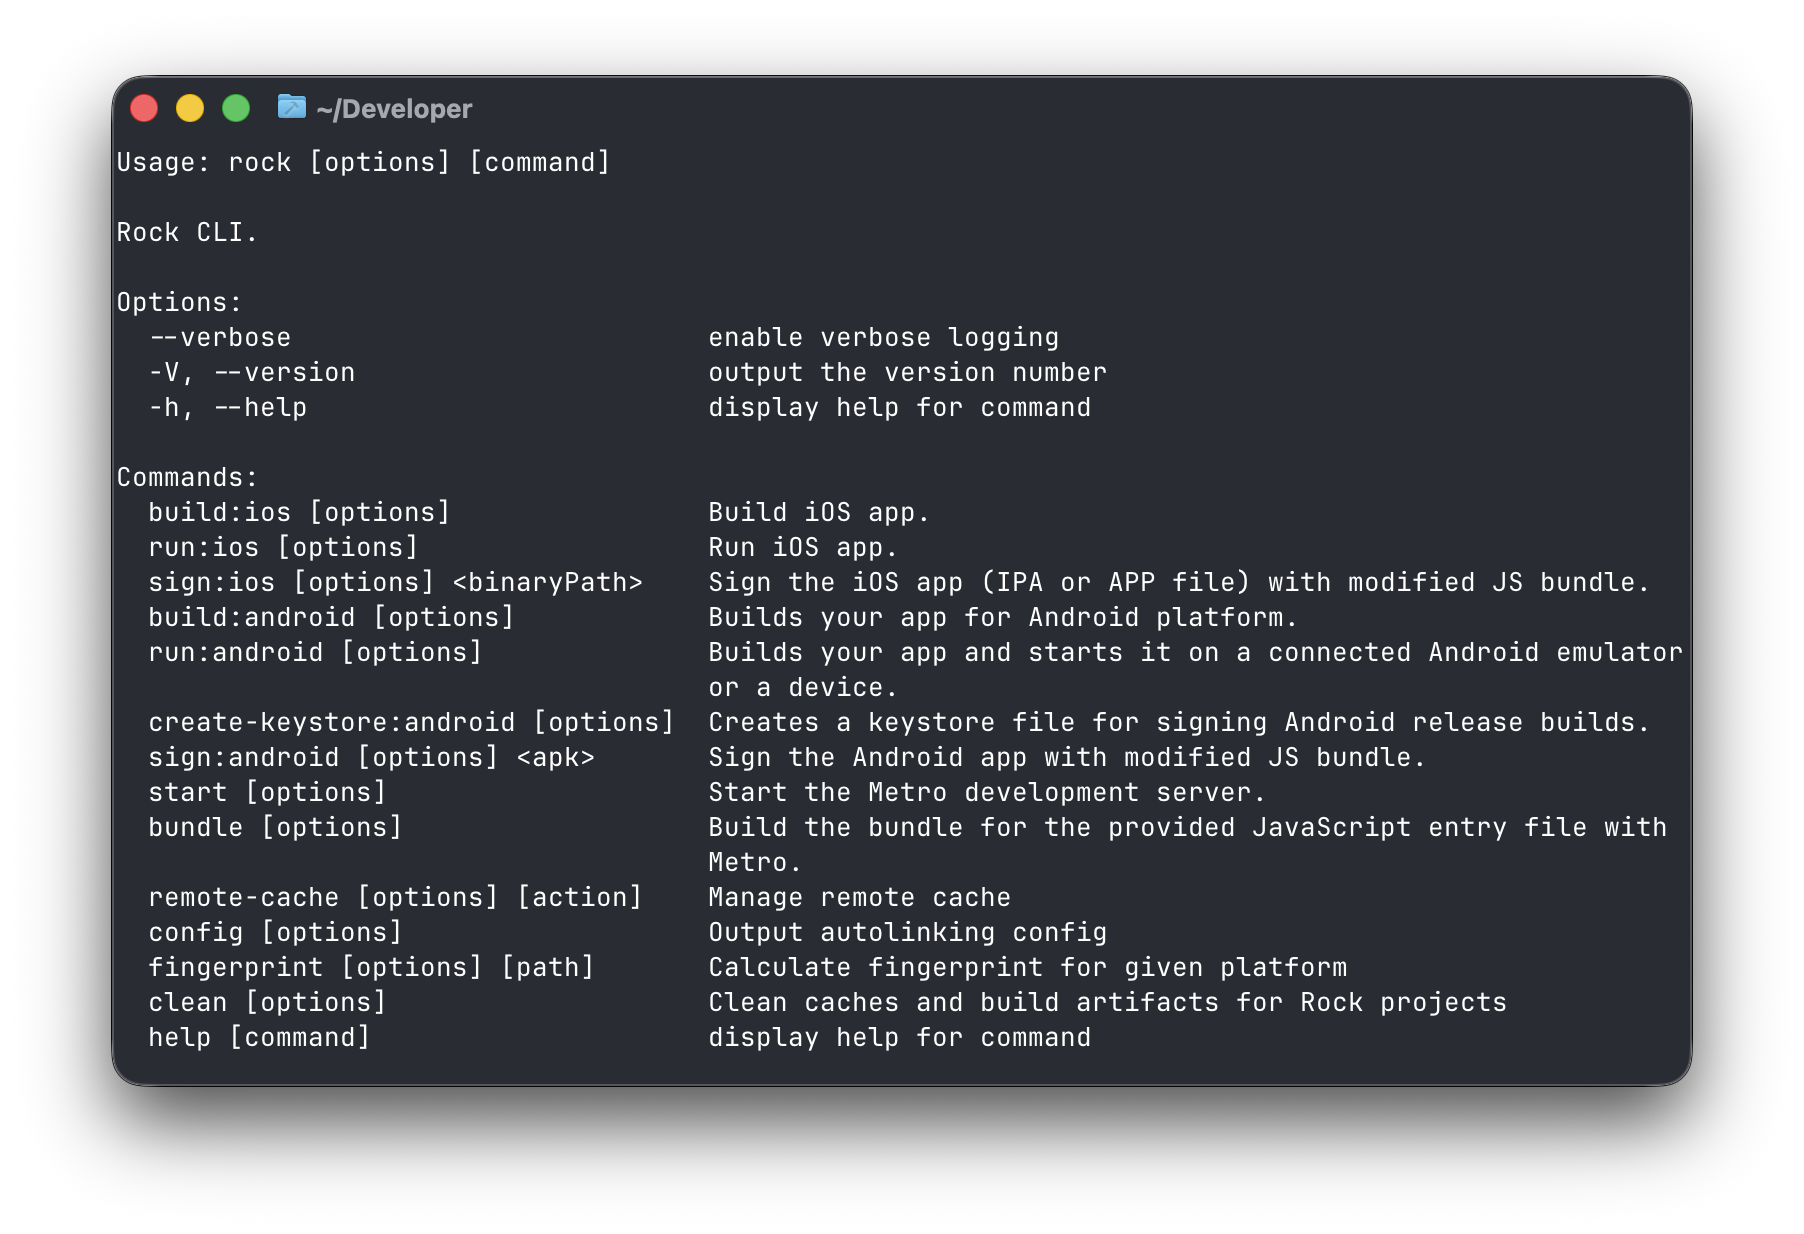 ~/Developer
Usage: rock [options] [command]
Rock CLI.
Options:
--verbose enable verbose logging
-V, --version output the version number
-h, --help display help for command
Commands:
build:ios [options] Build iOS app.
run:ios [options] Run iOS app.
sign:ios [options] <binaryPath> Sign the iOS app (IPA or APP file) with modified JS bundle.
build:android [options] Builds your app for Android platform.
run:android [options] Builds your app and starts it on a connected Android emulator
or a device.
create-keystore:android [options] Creates a keystore file for signing Android release builds.
sign:android [options] <apk> Sign the Android app with modified JS bundle.
start [options] Start the Metro development server.
bundle [options] Build the bundle for the provided JavaScript entry file with
Metro.
remote-cache [options] [action] Manage remote cache
config [options] Output autolinking config
fingerprint [options] [path] Calculate fingerprint for given platform
clean [options] Clean caches and build artifacts for Rock projects
help [command] display help for command